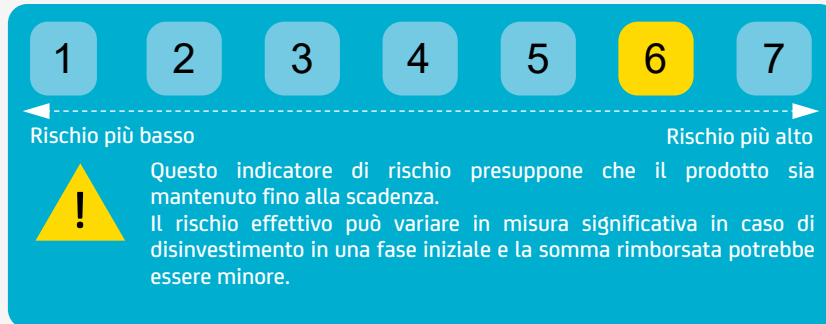 1 2 3 4 5 6 7
Rischio più basso Rischio più alto
!
Questo indicatore di rischio presuppone che il prodotto sia
mantenuto fino alla scadenza.
Il rischio effettivo può variare in misura significativa in caso di
disinvestimento in una fase iniziale e la somma rimborsata potrebbe
essere minore.